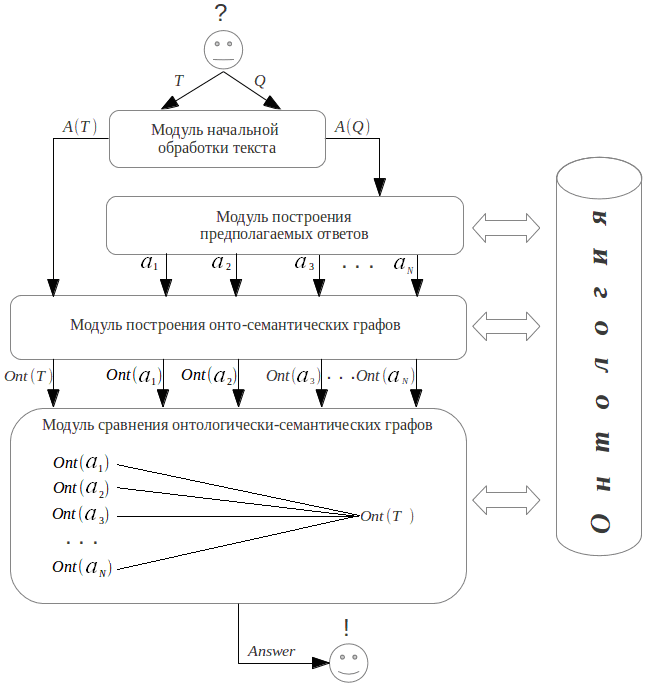 ?
T Q
Модуль начальной
обработки текста
A(T) A(Q)
Модуль построения
предполагаемых ответов
a1 a2 a3 ... aN
Модуль построения онто-семантических графов
Ont(T) Ont(a1) Ont(a2) Ont(a3) ... Ont(aN)
Модуль сравнения онтологически-семантических графов
Ont(a1)
Ont(a2)
Ont(a3)
...
Ont(aN)
Ont(T )
Answer
!
Онтология